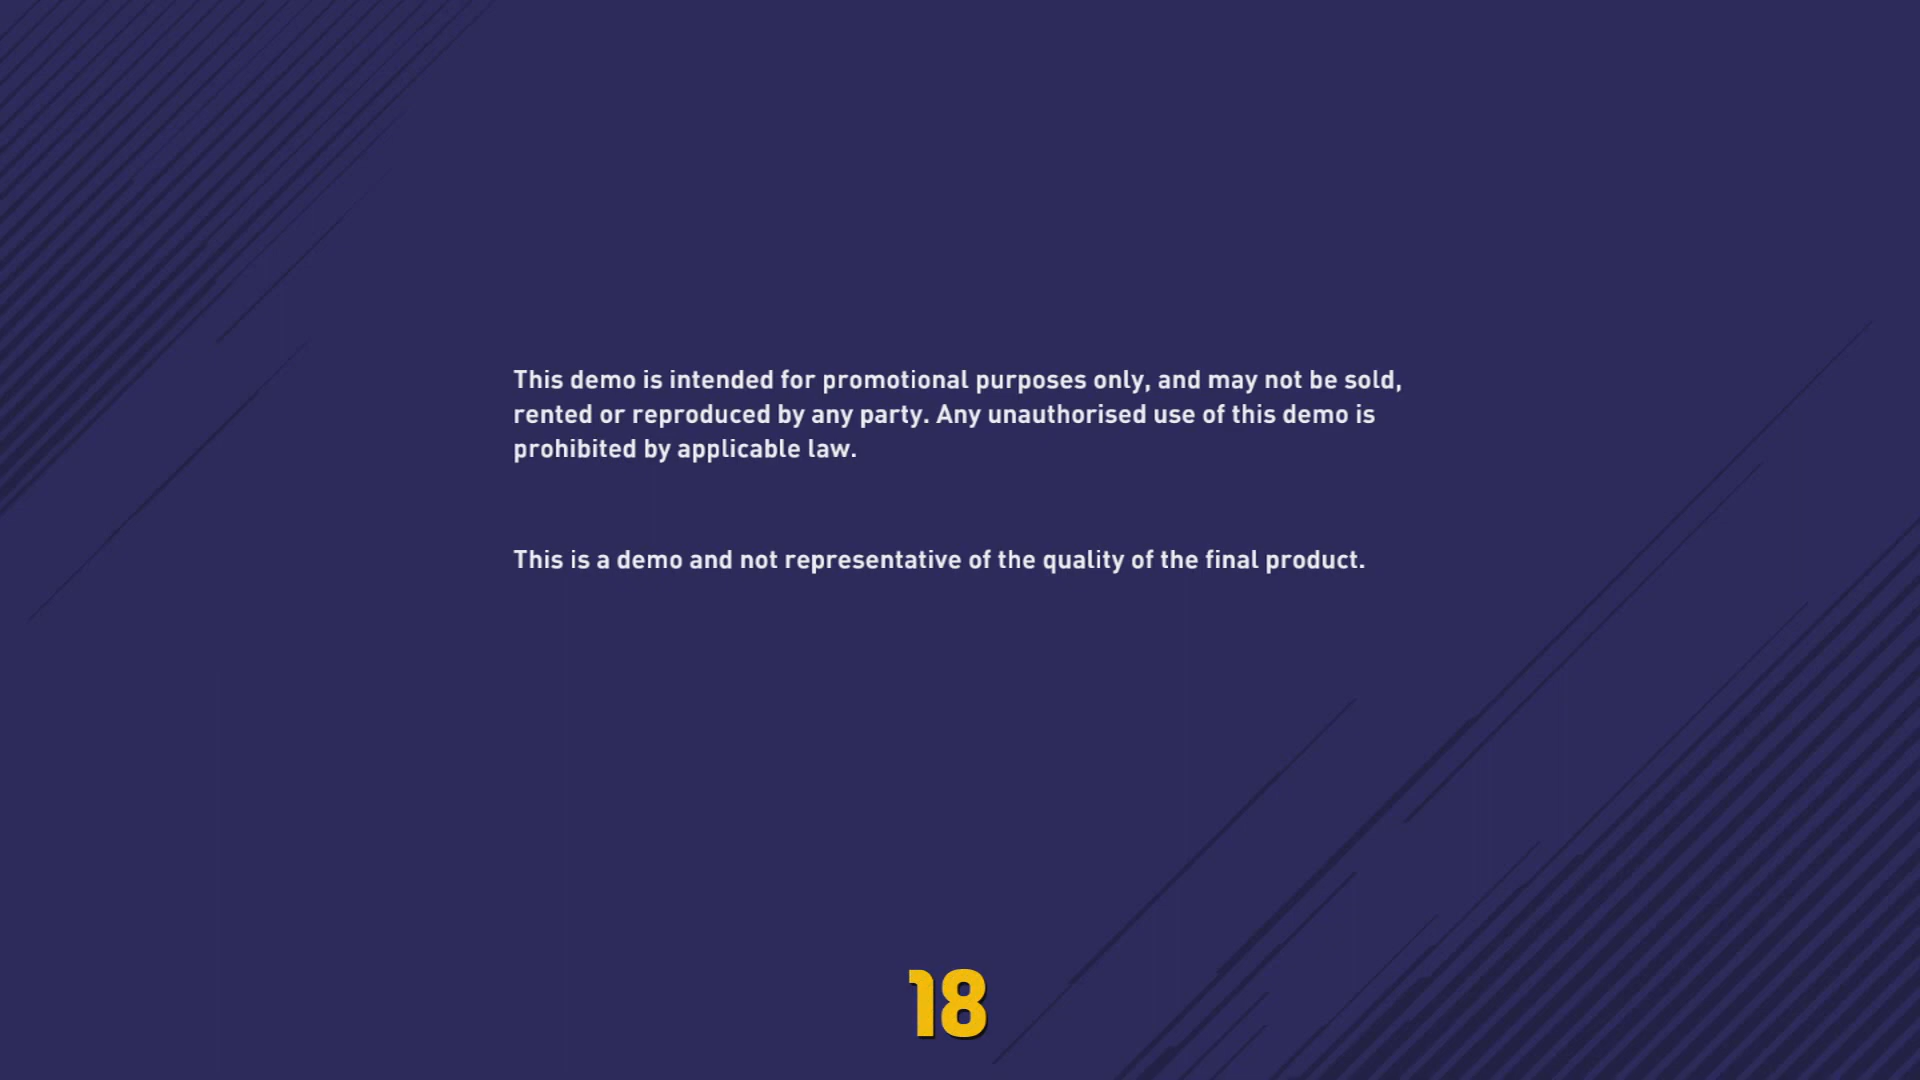 This demo is intended for promotional purposes only, and may not be sold,
rented or reproduced by any party. Any unauthorised use of this demo is
prohibited by applicable law.
This is a demo and not representative of the quality of the final product.
18